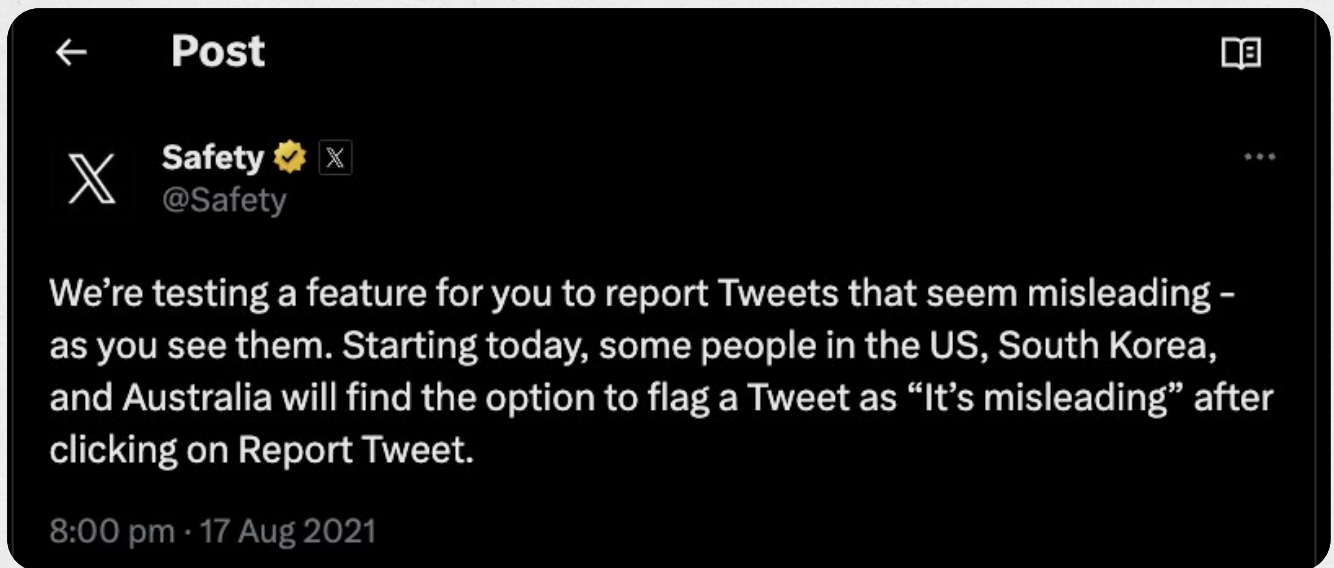 Post
Safety
@Safety
We’re testing a feature for you to report Tweets that seem misleading -
as you see them. Starting today, some people in the US, South Korea,
and Australia will find the option to flag a Tweet as “It’s misleading” after
clicking on Report Tweet.
8:00 pm · 17 Aug 2021